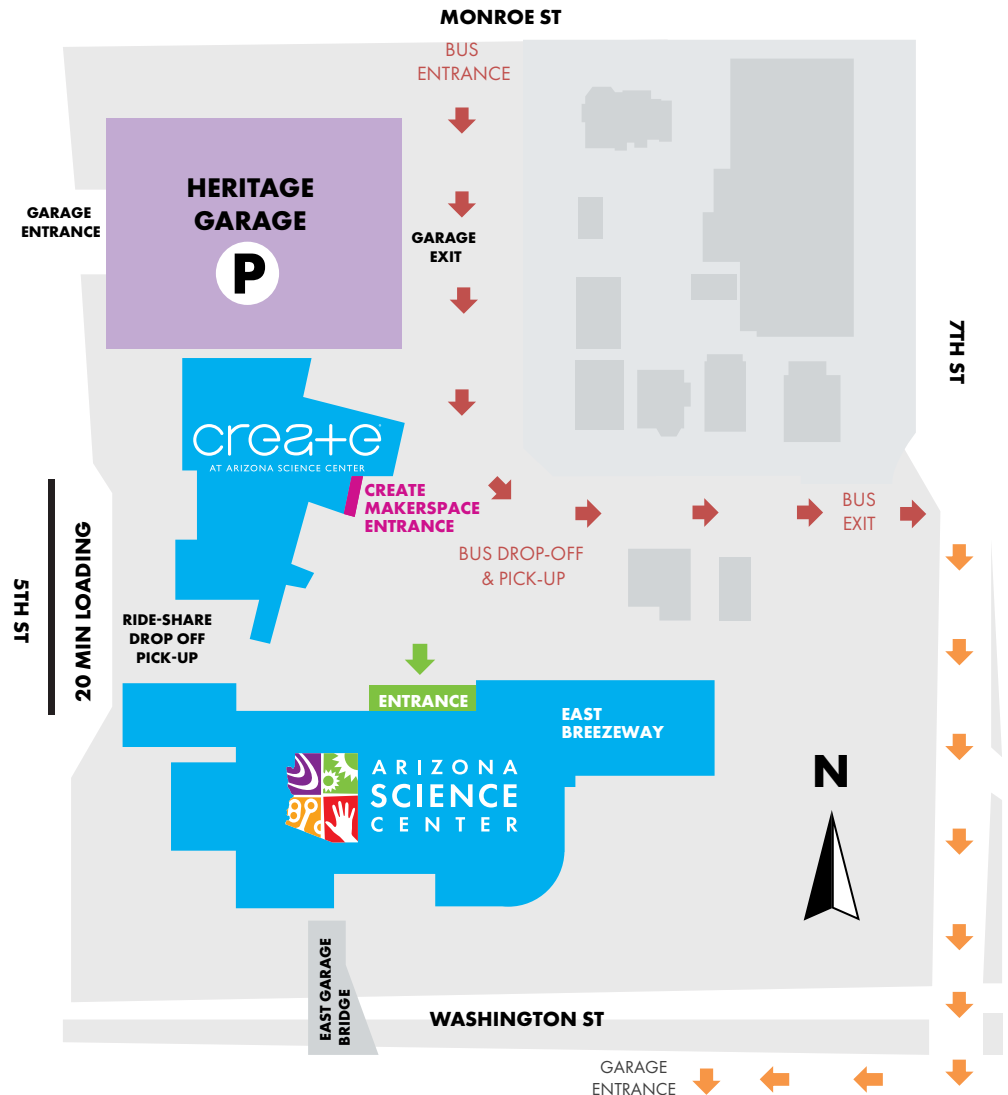 MONROE ST
BUS
ENTRANCE
HERITAGE
GARAGE
P
GARAGE
ENTRANCE
GARAGE
EXIT
7TH ST
create
AT ARIZONA SCIENCE CENTER
CREATE
MAKERSPACE
ENTRANCE
BUS
EXIT
BUS DROP-OFF
& PICK-UP
5TH ST
20 MIN LOADING
RIDE-SHARE
DROP OFF
PICK-UP
ENTRANCE
EAST
BREEZEWAY
ARIZONA
SCIENCE
CENTER
N
EAST GARAGE
BRIDGE
WASHINGTON ST
GARAGE
ENTRANCE